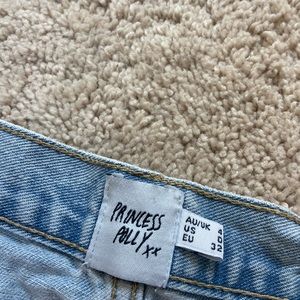 PRINCESS
POLLY xx
AU/UK 4
US 0
EU 32